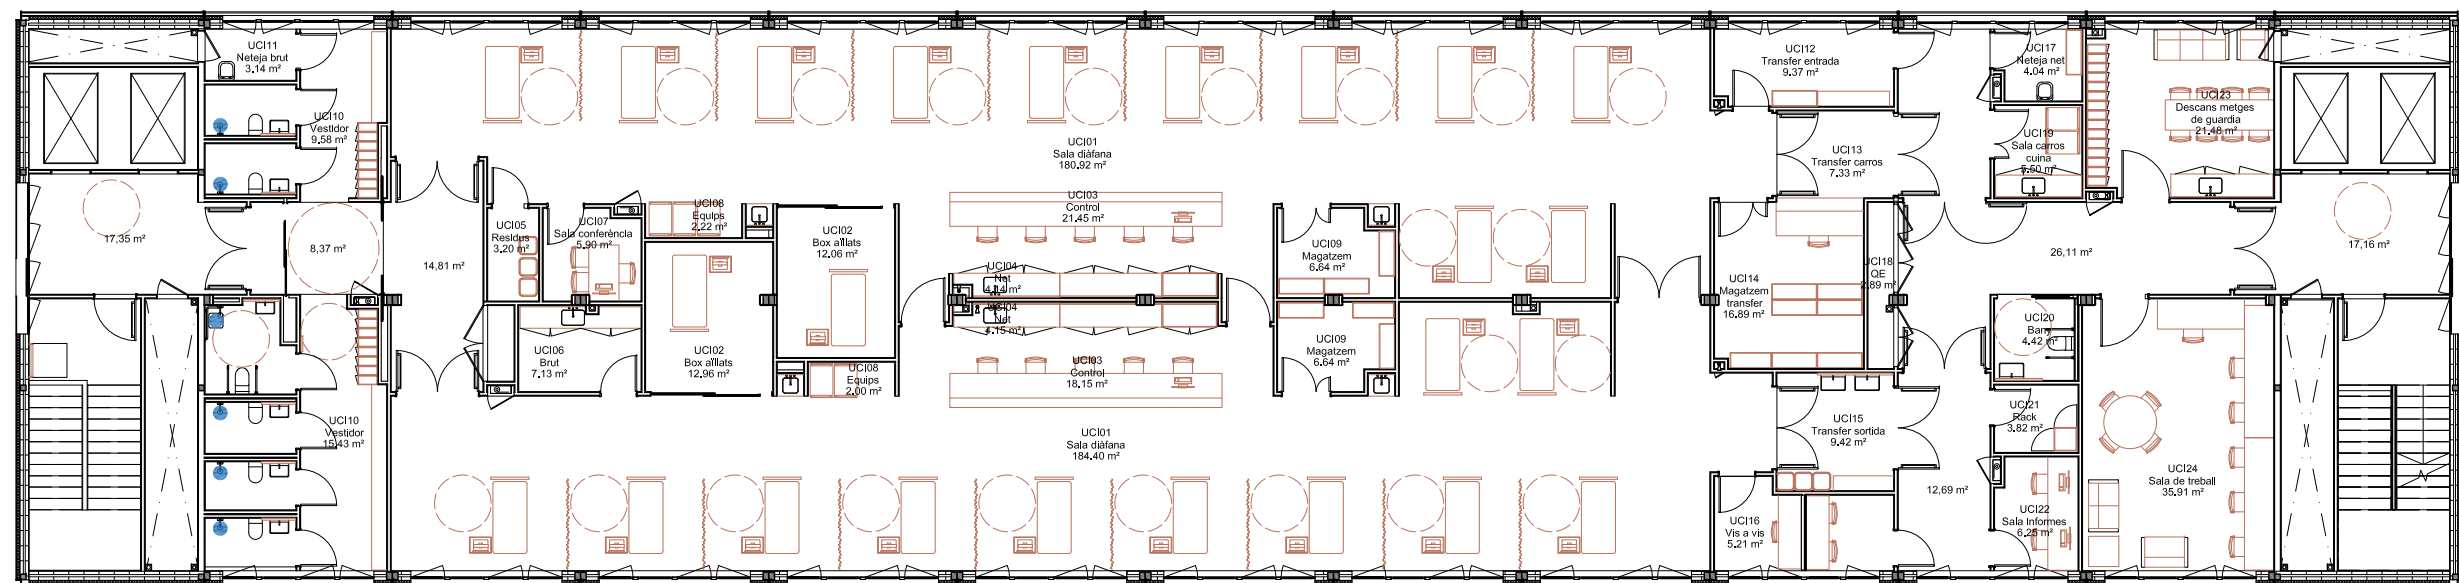 UCI11
Neteja brut
3.14 m²
UCI10
Vestidor
9.58 m²
17,35 m²
8,37 m²
14,81 m²
UCI10
Vestidor
15.43 m²
UCI05
Residus
3.20 m²
UCI07
Sala conferència
5.90 m²
UCI08
Equips
2.22 m²
UCI02
Box aïllats
12.06 m²
UCI06
Brut
7.13 m²
UCI02
Box aïllats
12.96 m²
UCI08
Equips
2.00 m²
UCI01
Sala diàfana
180.92 m²
UCI03
Control
21.45 m²
UCI04
Net
4.14 m²
UCI04
Net
4.15 m²
UCI03
Control
18.15 m²
UCI01
Sala diàfana
184.40 m²
UCI09
Magatzem
6.64 m²
UCI09
Magatzem
6.64 m²
UCI12
Transfer entrada
9.37 m²
UCI13
Transfer carros
7.33 m²
UCI14
Magatzem
transfer
16.89 m²
UCI18
QE
2.89 m²
UCI15
Transfer sortida
9.42 m²
UCI16
Vis a vis
5.21 m²
UCI17
Neteja net
4.04 m²
UCI19
Sala carros
cuina
5.50 m²
UCI23
Descans metges
de guardia
21.48 m²
26,11 m²
17,16 m²
UCI20
Bany
4.42 m²
UCI21
Rack
3.82 m²
12,69 m²
UCI22
Sala Informes
6.25 m²
UCI24
Sala de treball
35.91 m²